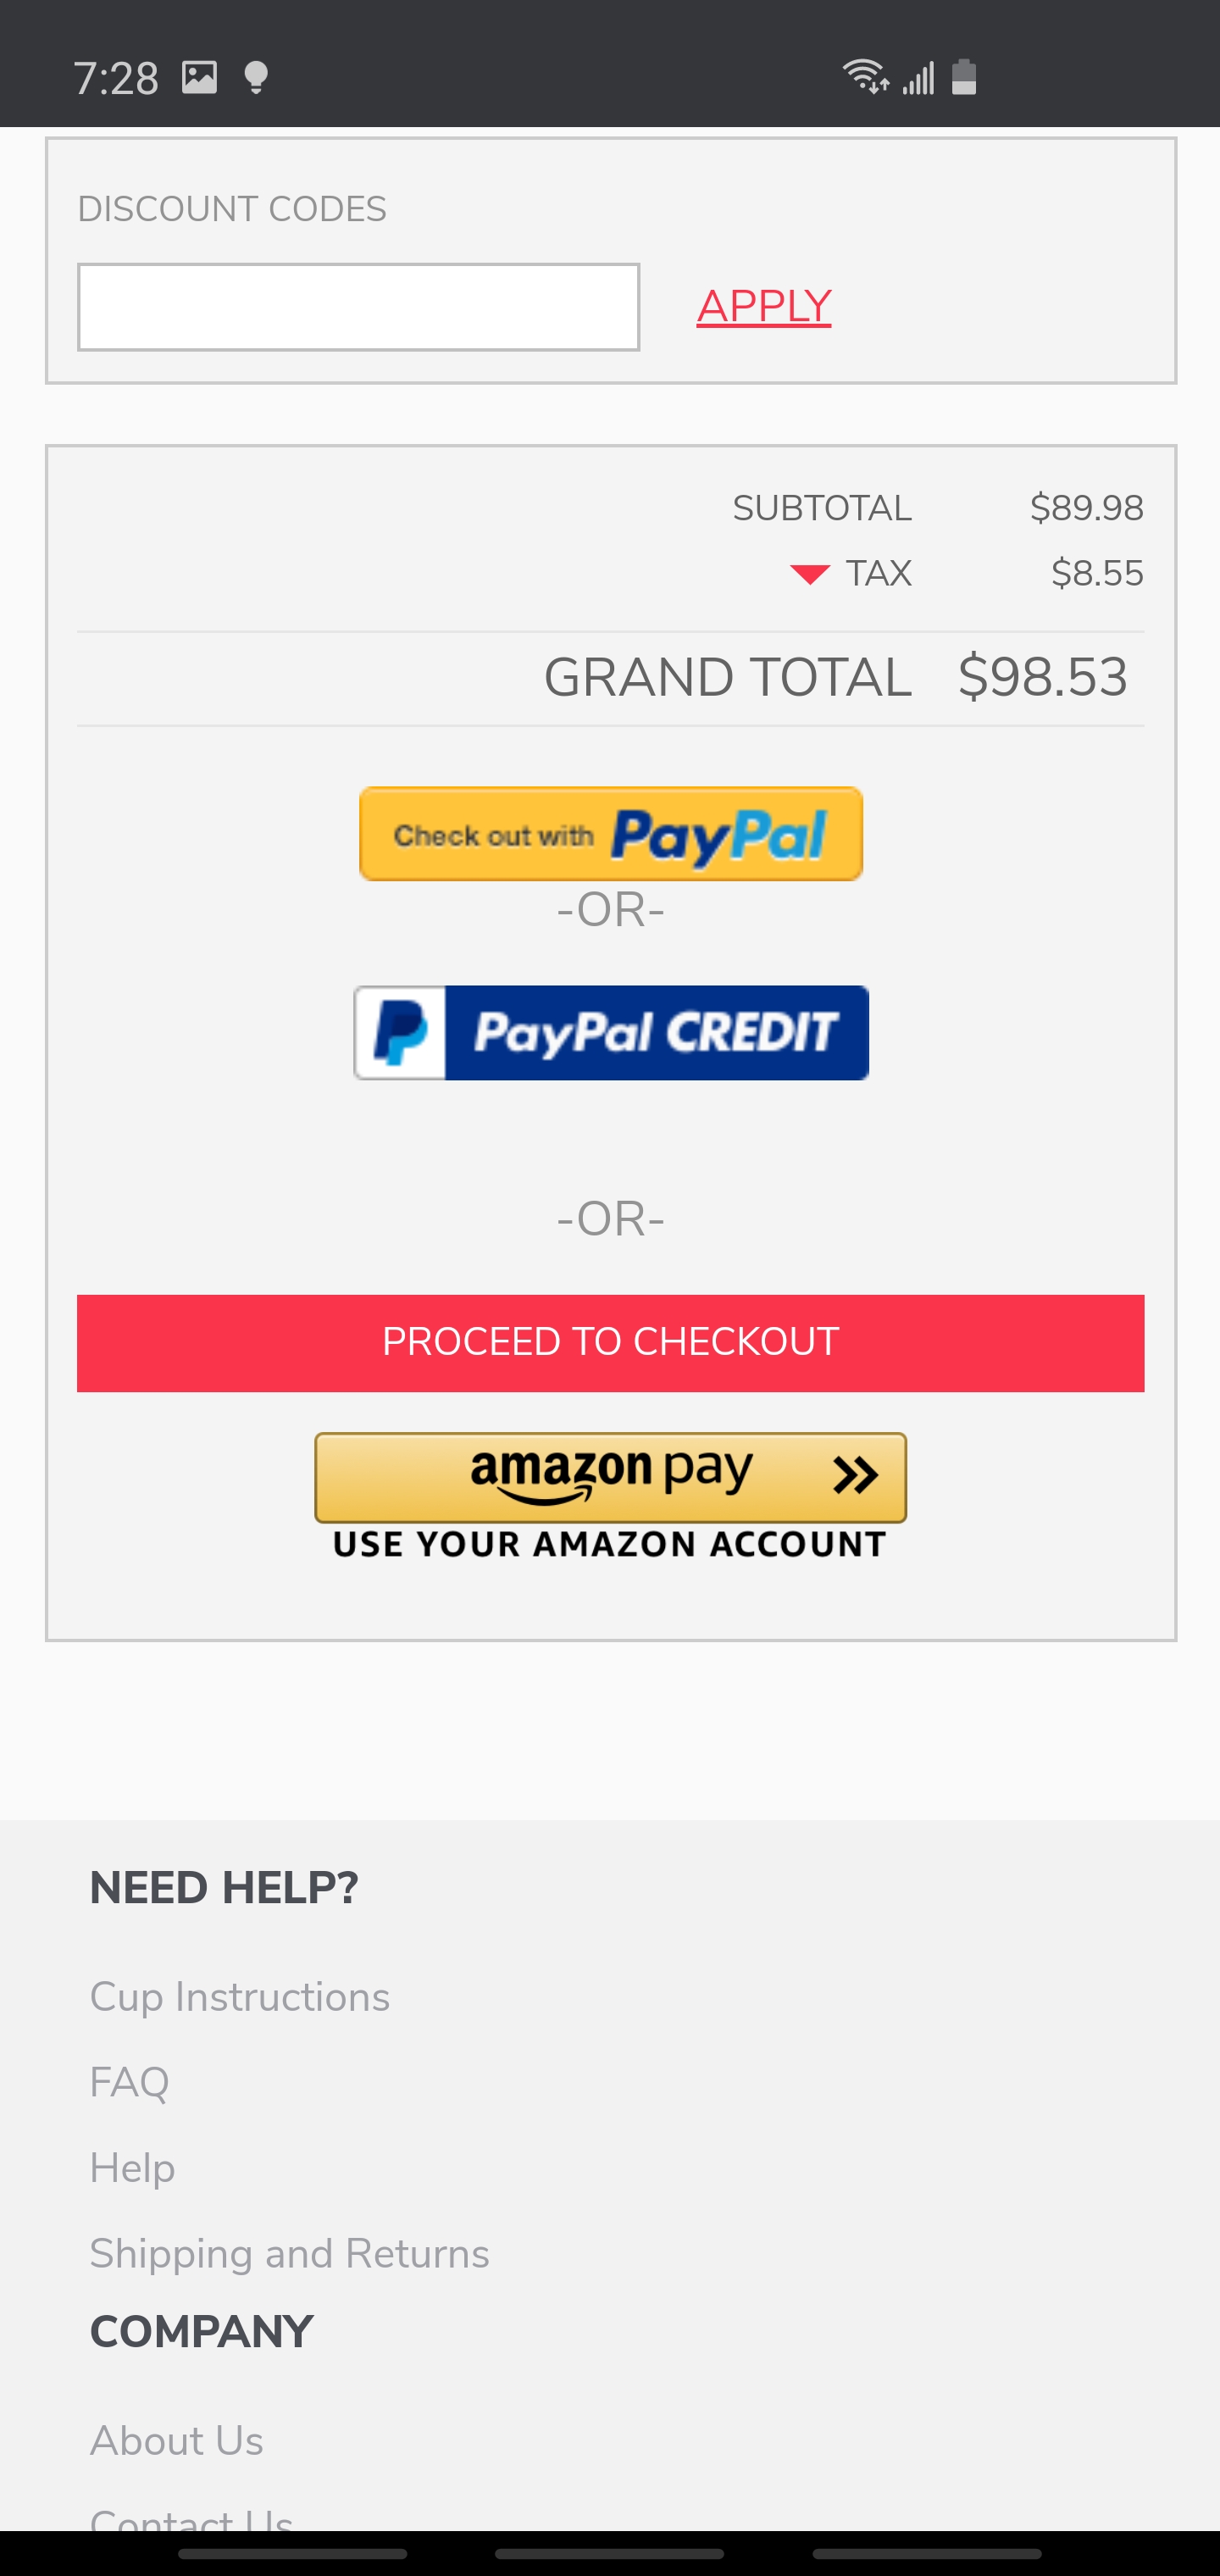 7:28
DISCOUNT CODES
APPLY
SUBTOTAL $89.98
TAX $8.55
GRAND TOTAL $98.53
Check out with PayPal
-OR-
PayPal CREDIT
-OR-
PROCEED TO CHECKOUT
amazon pay
USE YOUR AMAZON ACCOUNT
NEED HELP?
Cup Instructions
FAQ
Help
Shipping and Returns
COMPANY
About Us
Contact Us